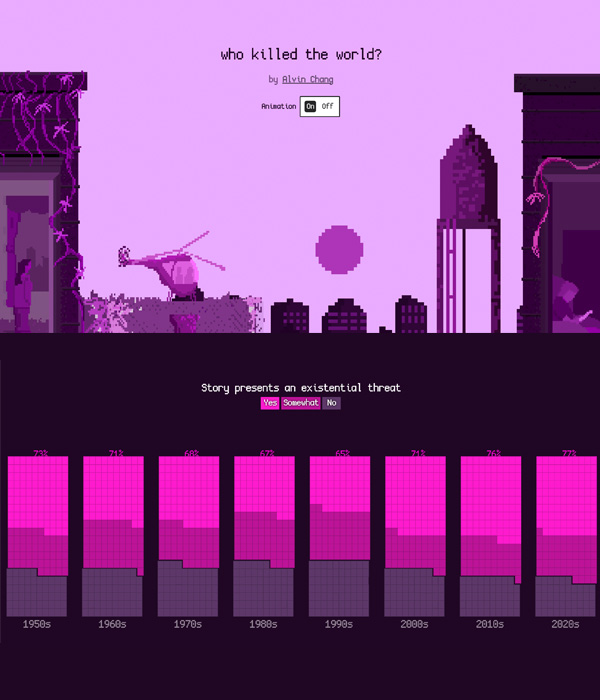 who killed the world?
by Alvin Chang
Animation On Off
Story presents an existential threat
Yes Somewhat No
73% 71% 68% 67% 65% 71% 76% 77%
1950s 1960s 1970s 1980s 1990s 2000s 2010s 2020s